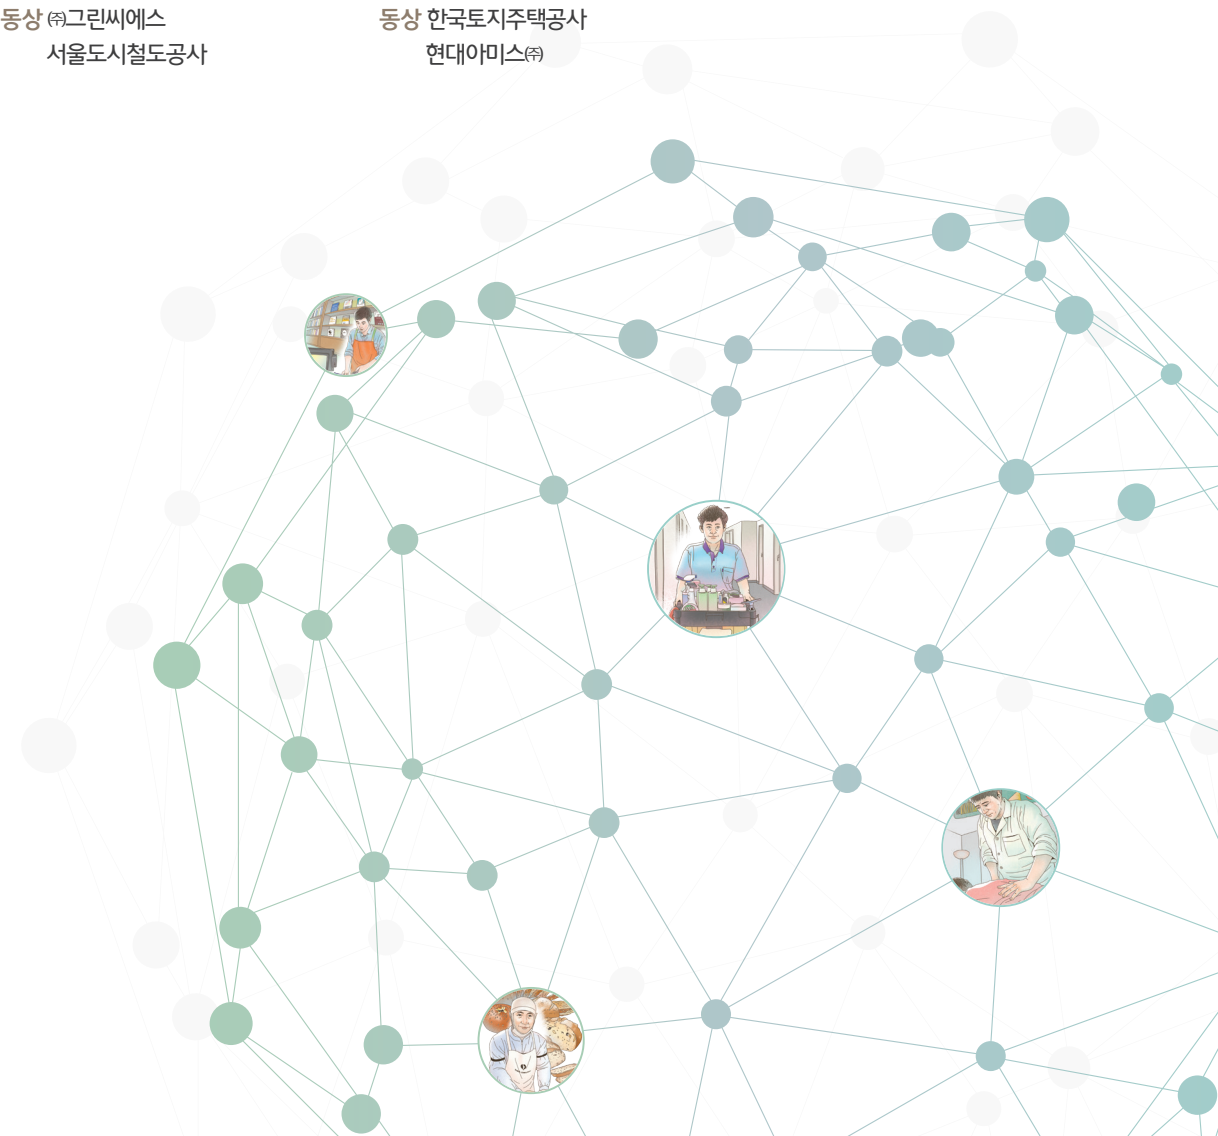 동상 ㈜그린씨에스
서울도시철도공사
동상 한국토지주택공사
현대아미스㈜